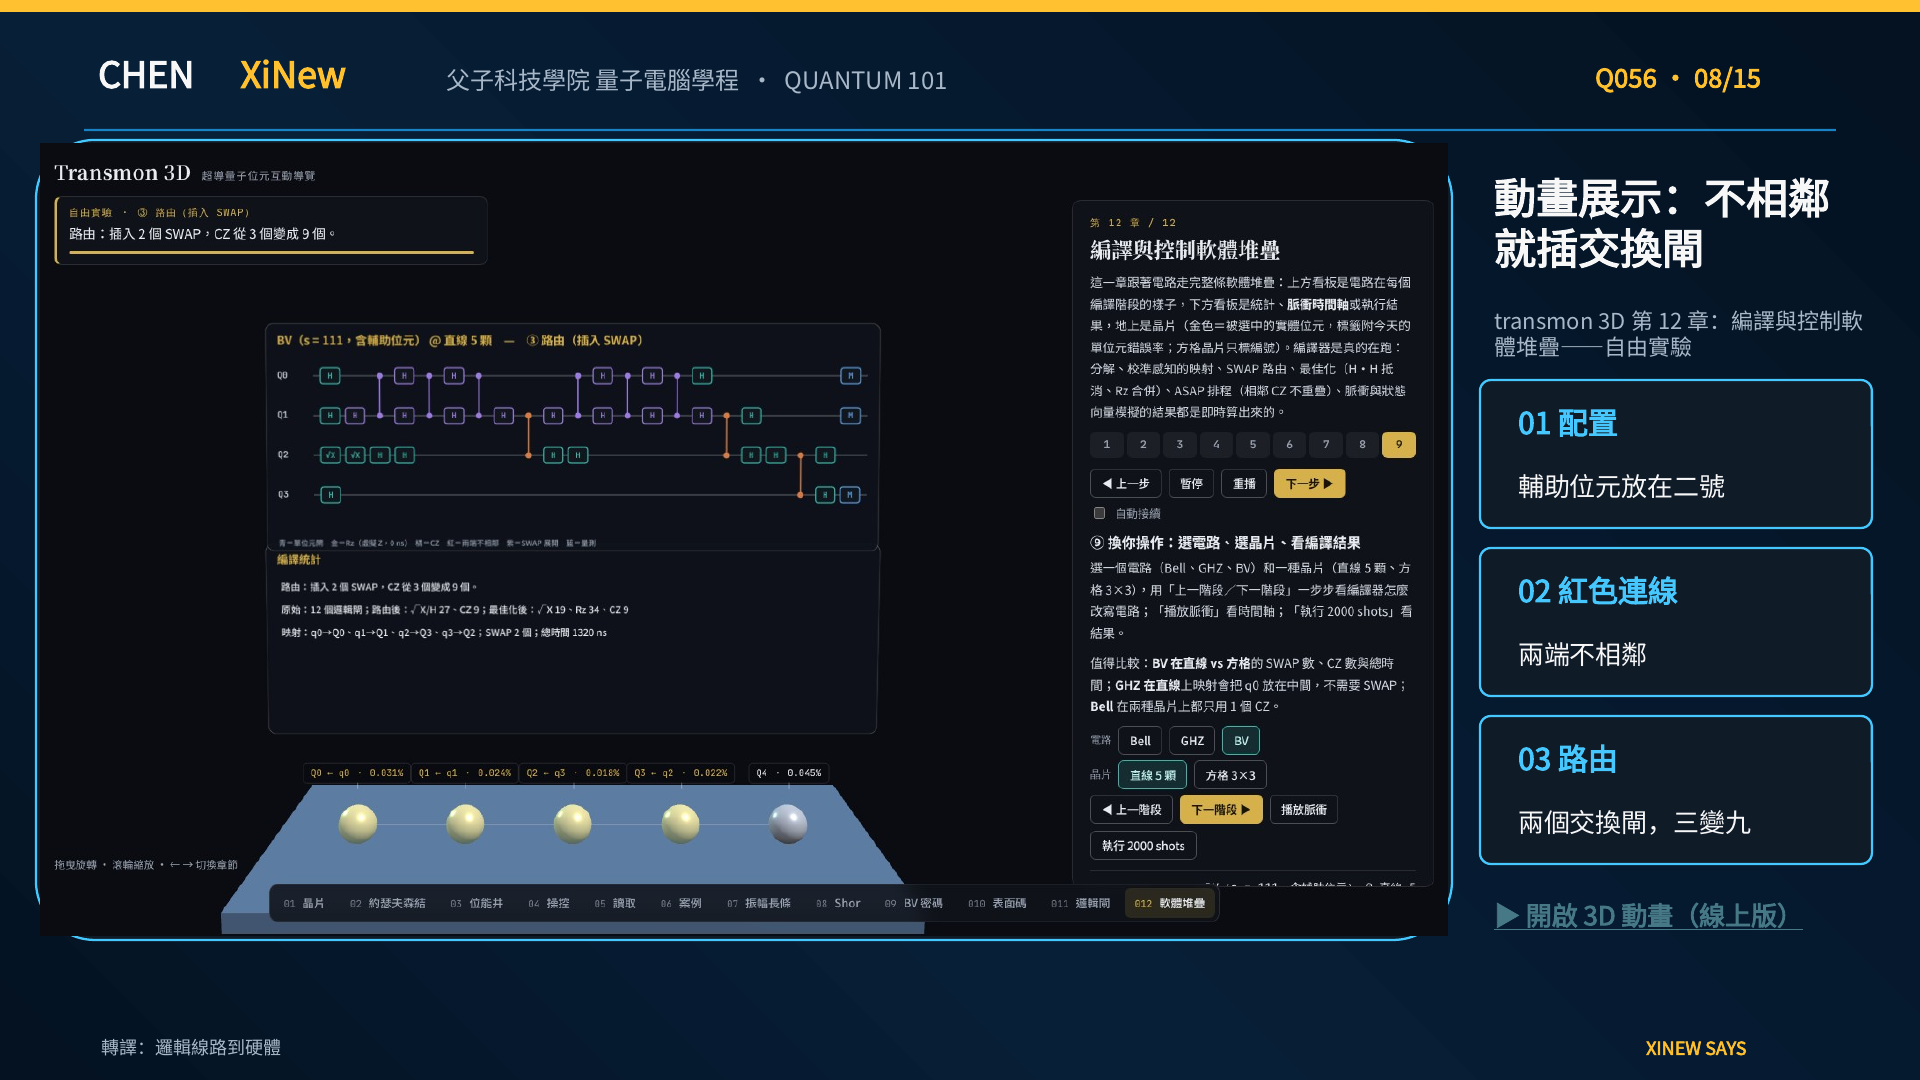 CHEN XiNew 父子科技學院 量子電腦學程 • QUANTUM 101 Q056 • 08/15
Transmon 3D 超導量子位元互動導覽
自由實驗 · ③ 路由（插入 SWAP）
路由：插入 2 個 SWAP，CZ 從 3 個變成 9 個。
BV（s = 111，含輔助位元）@ 直線 5 顆 — ③ 路由（插入 SWAP）
Q0 H H H H H H M
Q1 H H H H H H H H H H M
Q2 √X √X H H H H H H H
Q3 H H M
青＝單位元閘 金＝Rz（虛擬 Z，0 ns） 橘＝CZ 紅＝兩端不相鄰 紫＝SWAP 展開 藍＝量測
編譯統計
路由：插入 2 個 SWAP，CZ 從 3 個變成 9 個。
原始：12 個邏輯閘；路由後：√X/H 27、CZ 9；最佳化後：√X 19、Rz 34、CZ 9
映射：q0→Q0、q1→Q1、q2→Q3、q3→Q2；SWAP 2 個；總時間 1320 ns
Q0 ← q0 · 0.031% Q1 ← q1 · 0.024% Q2 ← q3 · 0.018% Q3 ← q2 · 0.022% Q4 · 0.045%
拖曳旋轉 · 滾輪縮放 · ←→ 切換章節
01 晶片 02 約瑟夫森結 03 位能井 04 操控 05 讀取 06 案例 07 振幅長條 08 Shor 09 BV 密碼 010 表面碼 011 邏輯閘 012 軟體堆疊
第 12 章 / 12
編譯與控制軟體堆疊
這一章跟著電路走完整條軟體堆疊：上方看板是電路在每個
編譯階段的樣子，下方看板是統計、脈衝時間軸或執行結
果，地上是晶片（金色＝被選中的實體位元，標籤附今天的
單位元錯誤率；方格晶片只標編號）。編譯器是真的在跑：
分解、校準感知的映射、SWAP 路由、最佳化（H・H 抵
消、Rz 合併）、ASAP 排程（相鄰 CZ 不重疊）、脈衝與狀態
向量模擬的結果都是即時算出來的。
1 2 3 4 5 6 7 8 9
◀ 上一步 暫停 重播 下一步 ▶
自動接續
⑨ 換你操作：選電路、選晶片、看編譯結果
選一個電路（Bell、GHZ、BV）和一種晶片（直線 5 顆、方
格 3×3），用「上一階段／下一階段」一步步看編譯器怎麼
改寫電路；「播放脈衝」看時間軸；「執行 2000 shots」看
結果。
值得比較：BV 在直線 vs 方格的 SWAP 數、CZ 數與總時
間；GHZ 在直線上映射會把 q0 放在中間，不需要 SWAP；
Bell 在兩種晶片上都只用 1 個 CZ。
電路 Bell GHZ BV
晶片 直線 5 顆 方格 3×3
◀ 上一階段 下一階段 ▶ 播放脈衝
執行 2000 shots
動畫展示：不相鄰
就插交換閘
transmon 3D 第 12 章：編譯與控制軟
體堆疊——自由實驗
01 配置
輔助位元放在二號
02 紅色連線
兩端不相鄰
03 路由
兩個交換閘，三變九
▶ 開啟 3D 動畫（線上版）
轉譯：邏輯線路到硬體
XINEW SAYS